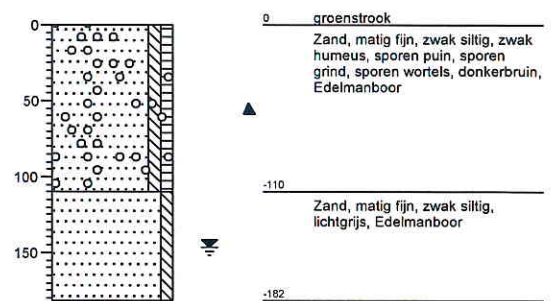 0
50
100
150
0 groenstrook
Zand, matig fijn, zwak siltig, zwak
humeus, sporen puin, sporen
grind, sporen wortels, donkerbruin,
Edelmanboor
-110
Zand, matig fijn, zwak siltig,
lichtgrijs, Edelmanboor
-182